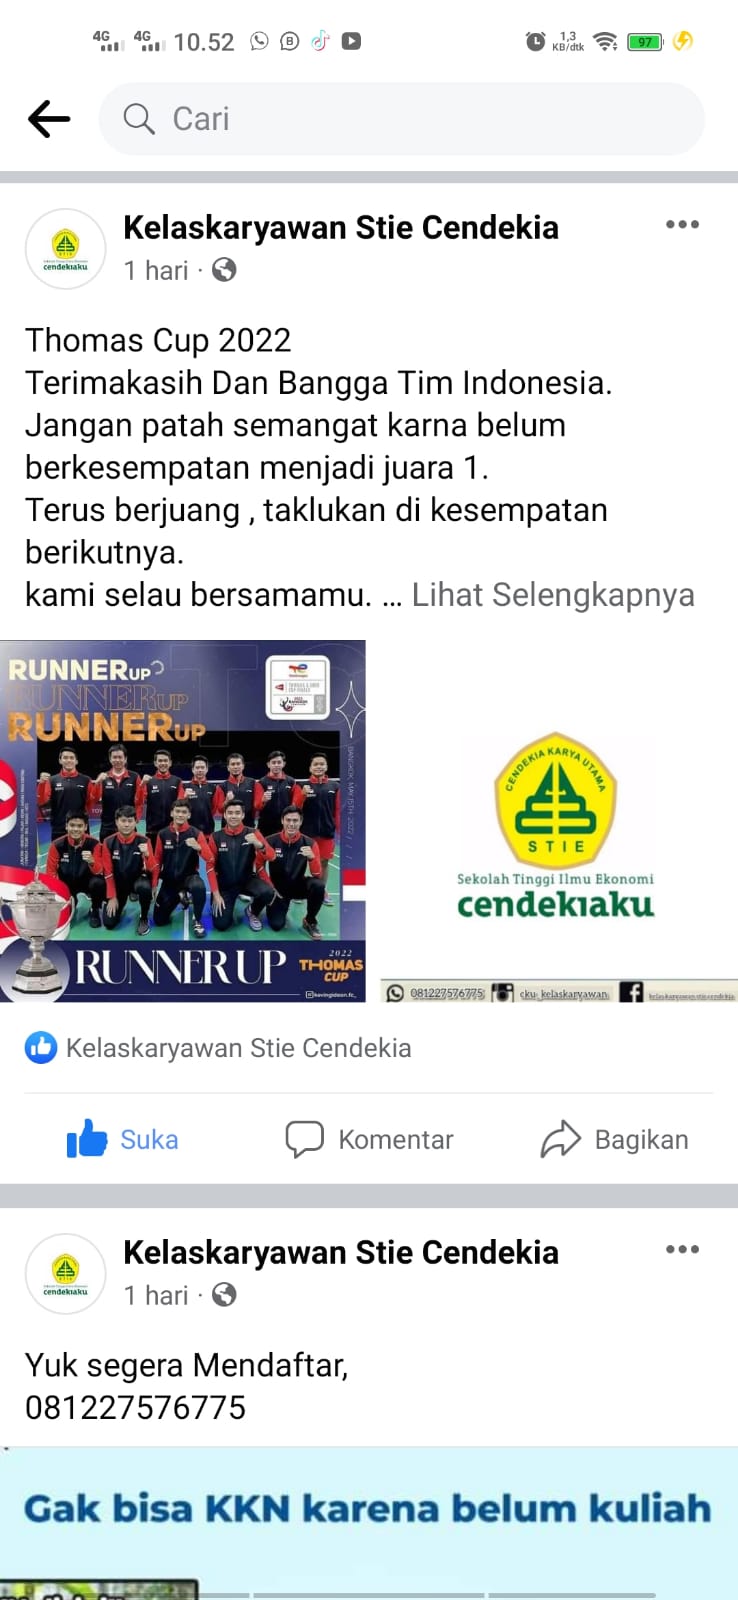 4G 4G 10.52 1,3 KB/dtk 97
Cari
Kelaskaryawan Stie Cendekia
1 hari ·
Thomas Cup 2022
Terimakasih Dan Bangga Tim Indonesia.
Jangan patah semangat karna belum
berkesempatan menjadi juara 1.
Terus berjuang , taklukan di kesempatan
berikutnya.
kami selau bersamamu. ... Lihat Selengkapnya
RUNNERUP
RUNNERUP
RUNNERUP
RUNNER UP
2022
THOMAS
CUP
CENDEKIA KARYA UTAMA
STIE
Sekolah Tinggi Ilmu Ekonomi
cendekıaku
081227576775 cku_kelaskaryawan
Kelaskaryawan Stie Cendekia
Suka Komentar Bagikan
Kelaskaryawan Stie Cendekia
1 hari ·
Yuk segera Mendaftar,
081227576775
Gak bisa KKN karena belum kuliah